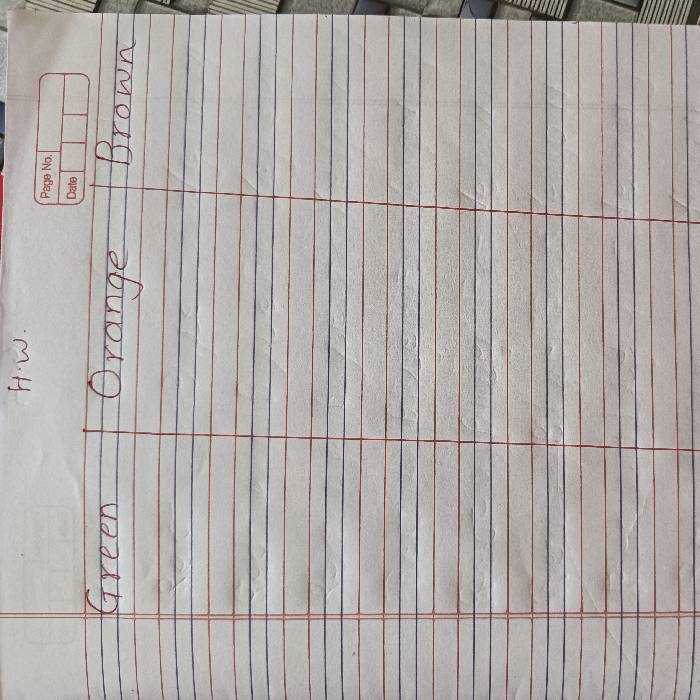 H.W.
Page No.
Date
Green Orange Brown